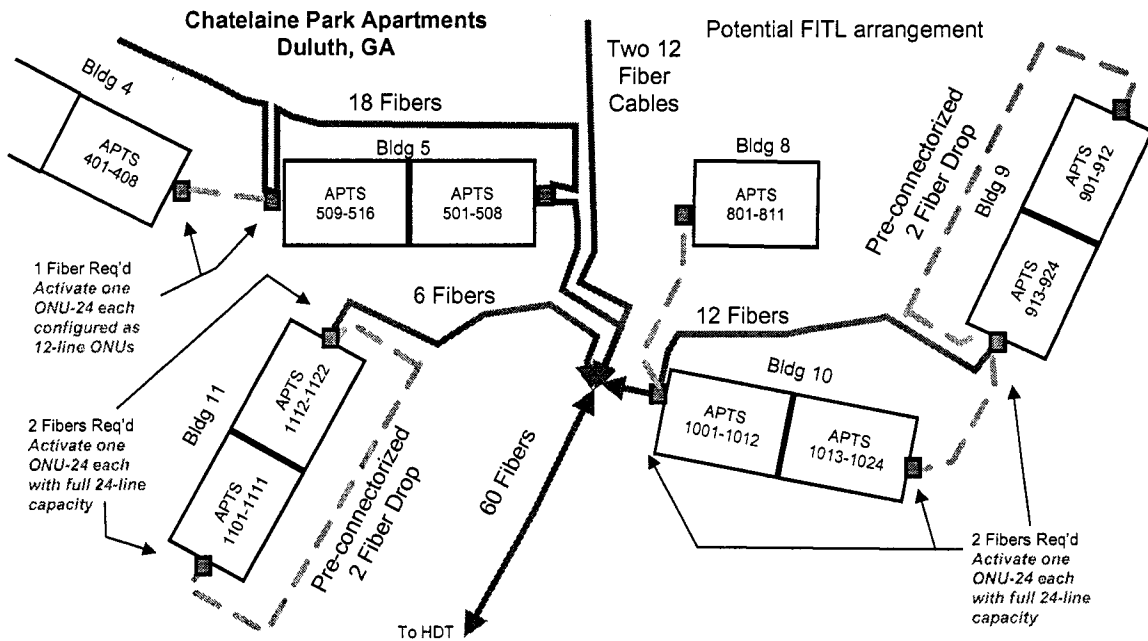 Chatelaine Park Apartments
Duluth, GA
Potential FITL arrangement
Two 12
Fiber
Cables
Bldg 4
APTS
401-408
18 Fibers
Bldg 5
APTS
509-516
APTS
501-508
Bldg 8
APTS
801-811
Pre-connectorized
2 Fiber Drop
Bldg 9
APTS
901-912
APTS
913-924
1 Fiber Req'd
Activate one
ONU-24 each
configured as
12-line ONUs
6 Fibers
12 Fibers
Bldg 10
APTS
1001-1012
APTS
1013-1024
Bldg 11
APTS
1112-1122
APTS
1101-1111
2 Fibers Req'd
Activate one
ONU-24 each
with full 24-line
capacity
Pre-connectorized
2 Fiber Drop
60 Fibers
To HDT
2 Fibers Req'd
Activate one
ONU-24 each
with full 24-line
capacity